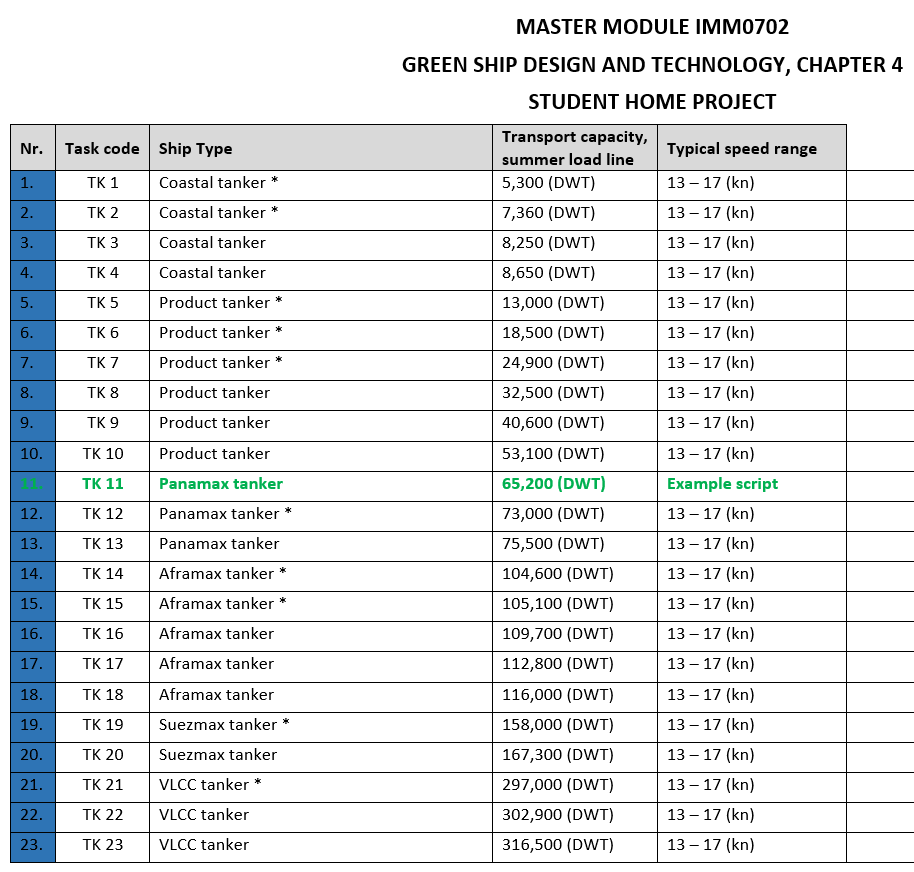 MASTER MODULE IMM0702
GREEN SHIP DESIGN AND TECHNOLOGY, CHAPTER 4
STUDENT HOME PROJECT
Nr. Task code Ship Type Transport capacity, summer load line Typical speed range
1. TK 1 Coastal tanker * 5,300 (DWT) 13 – 17 (kn)
2. TK 2 Coastal tanker * 7,360 (DWT) 13 – 17 (kn)
3. TK 3 Coastal tanker 8,250 (DWT) 13 – 17 (kn)
4. TK 4 Coastal tanker 8,650 (DWT) 13 – 17 (kn)
5. TK 5 Product tanker * 13,000 (DWT) 13 – 17 (kn)
6. TK 6 Product tanker * 18,500 (DWT) 13 – 17 (kn)
7. TK 7 Product tanker * 24,900 (DWT) 13 – 17 (kn)
8. TK 8 Product tanker 32,500 (DWT) 13 – 17 (kn)
9. TK 9 Product tanker 40,600 (DWT) 13 – 17 (kn)
10. TK 10 Product tanker 53,100 (DWT) 13 – 17 (kn)
11. TK 11 Panamax tanker 65,200 (DWT) Example script
12. TK 12 Panamax tanker * 73,000 (DWT) 13 – 17 (kn)
13. TK 13 Panamax tanker 75,500 (DWT) 13 – 17 (kn)
14. TK 14 Aframax tanker * 104,600 (DWT) 13 – 17 (kn)
15. TK 15 Aframax tanker * 105,100 (DWT) 13 – 17 (kn)
16. TK 16 Aframax tanker 109,700 (DWT) 13 – 17 (kn)
17. TK 17 Aframax tanker 112,800 (DWT) 13 – 17 (kn)
18. TK 18 Aframax tanker 116,000 (DWT) 13 – 17 (kn)
19. TK 19 Suezmax tanker * 158,000 (DWT) 13 – 17 (kn)
20. TK 20 Suezmax tanker 167,300 (DWT) 13 – 17 (kn)
21. TK 21 VLCC tanker * 297,000 (DWT) 13 – 17 (kn)
22. TK 22 VLCC tanker 302,900 (DWT) 13 – 17 (kn)
23. TK 23 VLCC tanker 316,500 (DWT) 13 – 17 (kn)